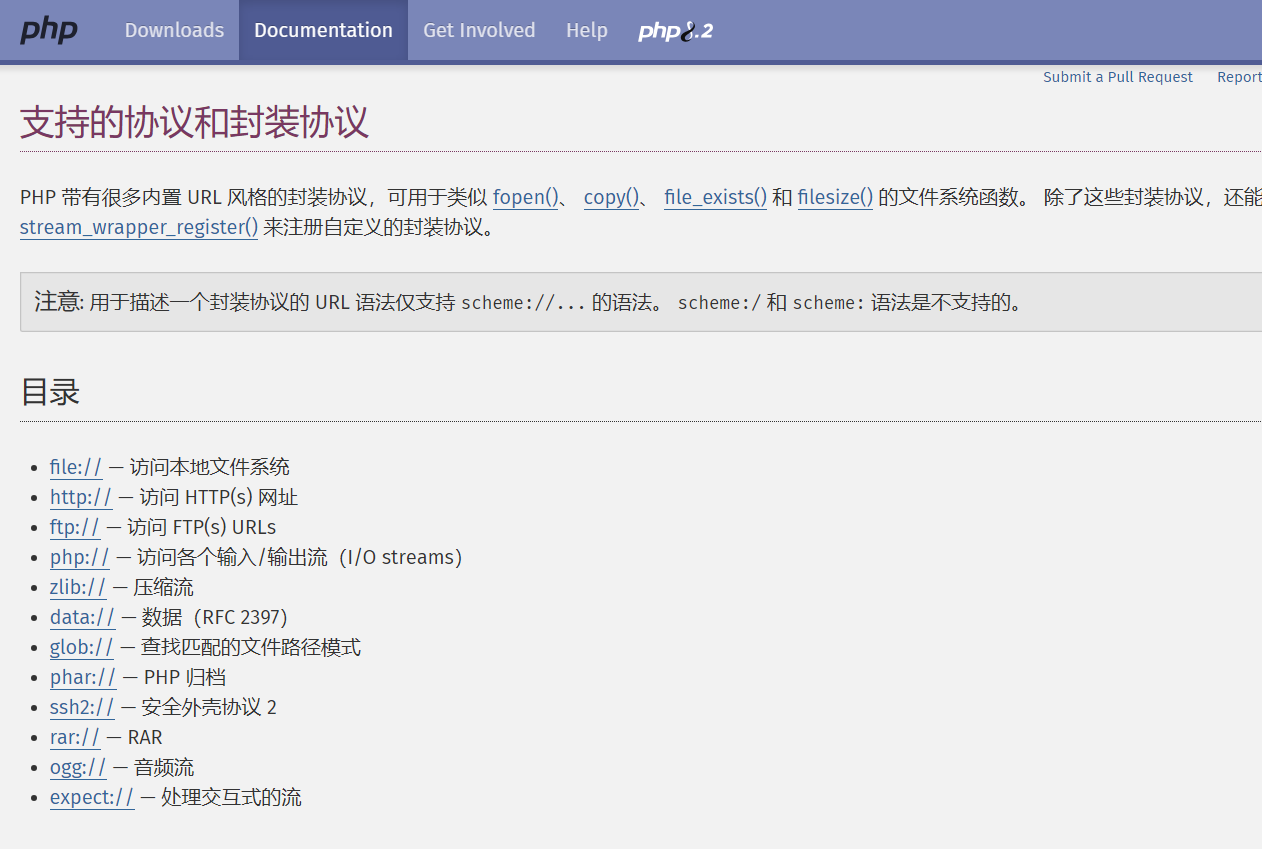 php Downloads Documentation Get Involved Help php8.2
Submit a Pull Request Report
支持的协议和封装协议
PHP 带有很多内置 URL 风格的封装协议，可用于类似 fopen()、 copy()、 file_exists() 和 filesize() 的文件系统函数。 除了这些封装协议，还能
stream_wrapper_register() 来注册自定义的封装协议。
注意: 用于描述一个封装协议的 URL 语法仅支持 scheme://... 的语法。 scheme:/ 和 scheme: 语法是不支持的。
目录
• file:// — 访问本地文件系统
• http:// — 访问 HTTP(s) 网址
• ftp:// — 访问 FTP(s) URLs
• php:// — 访问各个输入/输出流（I/O streams）
• zlib:// — 压缩流
• data:// — 数据（RFC 2397）
• glob:// — 查找匹配的文件路径模式
• phar:// — PHP 归档
• ssh2:// — 安全外壳协议 2
• rar:// — RAR
• ogg:// — 音频流
• expect:// — 处理交互式的流